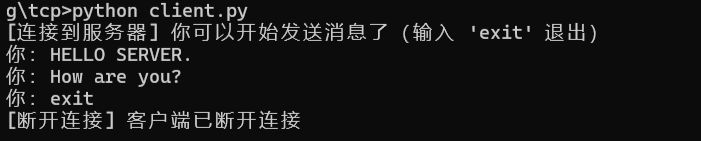 g\tcp>python client.py
[连接到服务器] 你可以开始发送消息了 (输入 'exit' 退出)
你: HELLO SERVER.
你: How are you?
你: exit
[断开连接] 客户端已断开连接